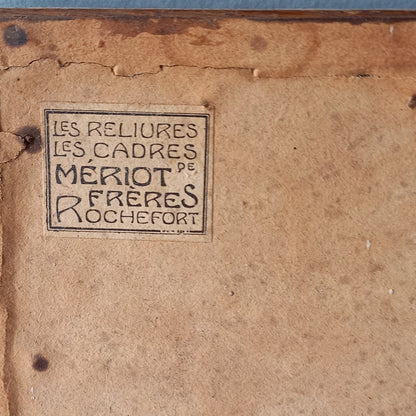 LES RELIURES
LES CADRES
DE
MÉRIOT
FRÈRES
ROCHEFORT